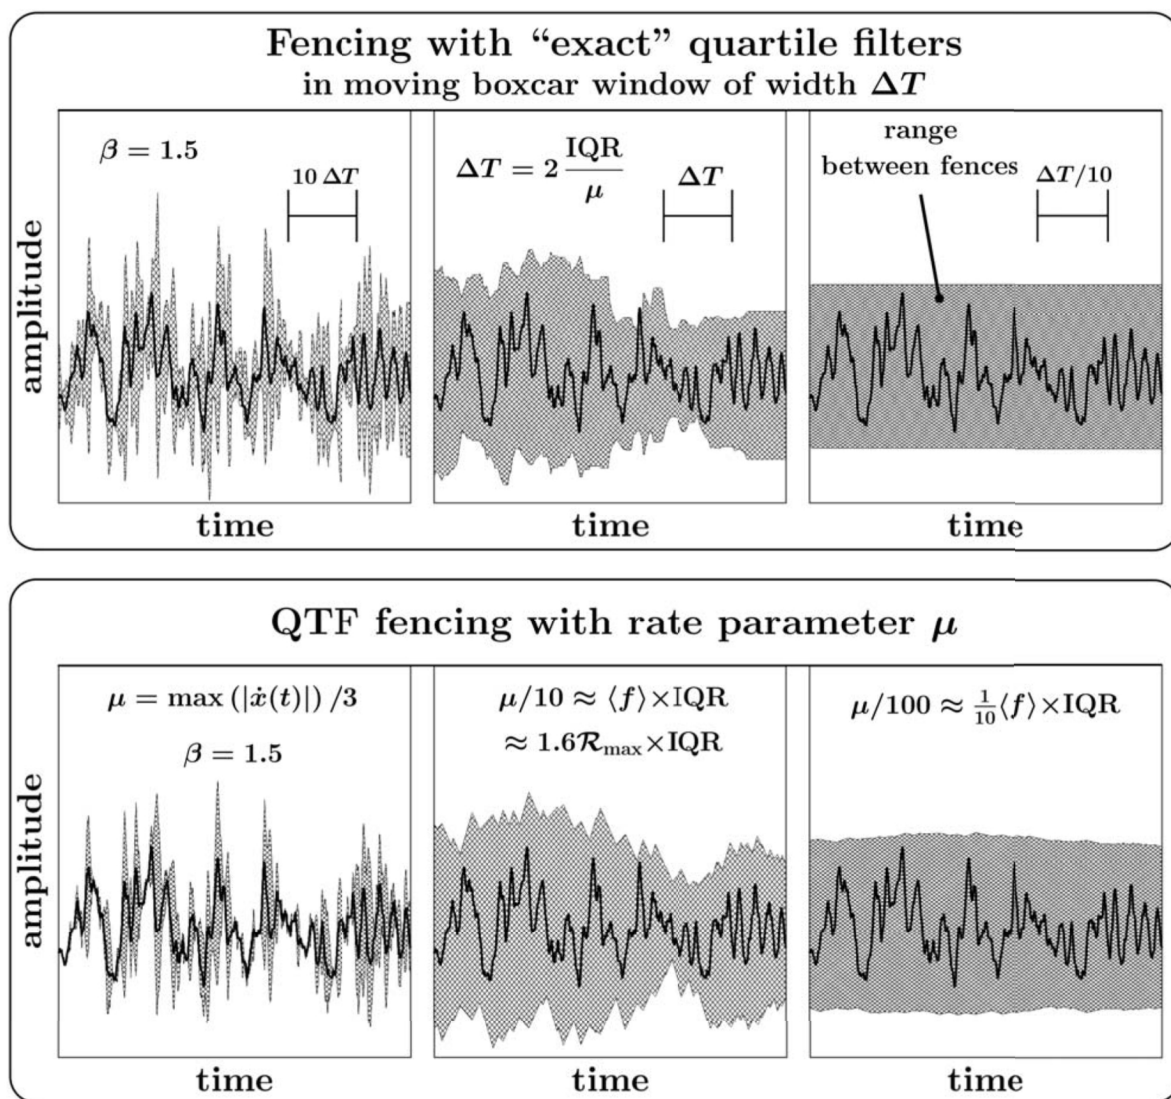 Fencing with “exact” quartile filters
in moving boxcar window of width ΔT
β = 1.5
10 ΔT
ΔT = 2 IQR/μ
ΔT
range
between fences
ΔT/10
amplitude
time
time
time
QTF fencing with rate parameter μ
μ = max (|ẋ(t)|) /3
β = 1.5
μ/10 ≈ ⟨f⟩×IQR
≈ 1.6ℛmax×IQR
μ/100 ≈ 1/10⟨f⟩×IQR
amplitude
time
time
time